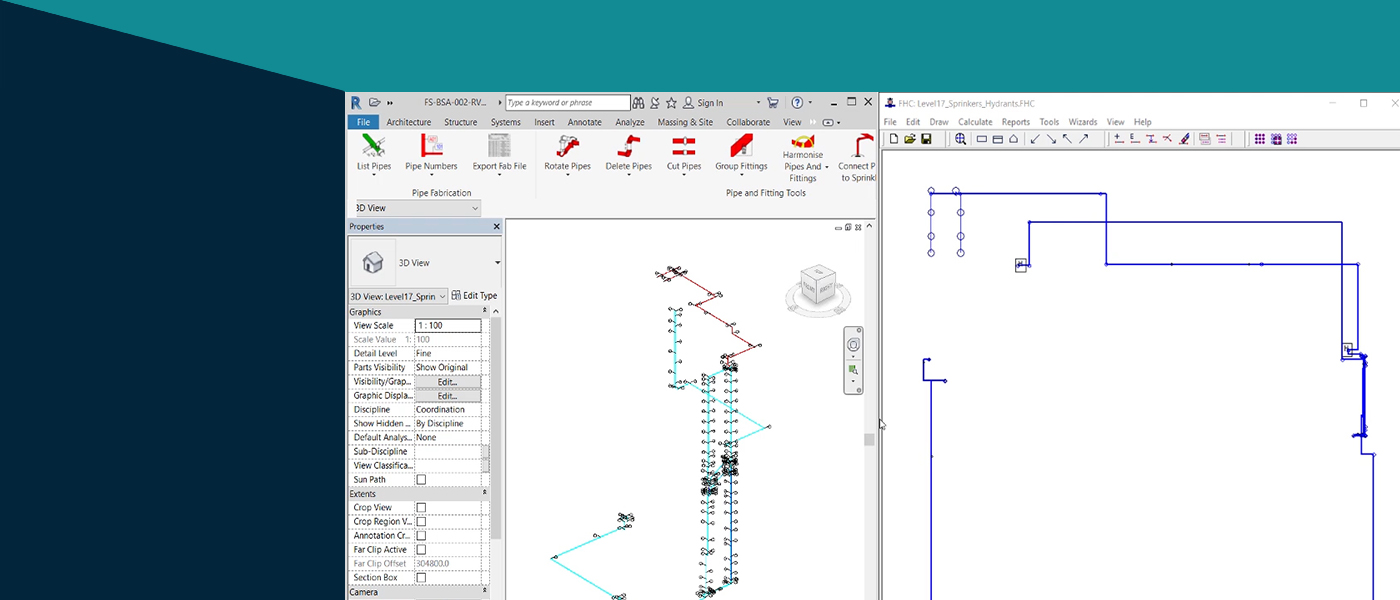 FS-BSA-002-RV...
Type a keyword or phrase
Sign In
File Architecture Structure Systems Insert Annotate Analyze Massing & Site Collaborate View
List Pipes
Pipe Numbers
Export Fab File
Rotate Pipes
Delete Pipes
Cut Pipes
Group Fittings
Harmonise
Pipes And
Fittings
Connect P
to Sprinkl
Pipe Fabrication
Pipe and Fitting Tools
3D View
Properties
3D View
3D View: Level17_Sprin
Edit Type
Graphics
View Scale 1 : 100
Scale Value 1: 100
Detail Level Fine
Parts Visibility Show Original
Visibility/Grap... Edit...
Graphic Displa... Edit...
Discipline Coordination
Show Hidden ... By Discipline
Default Analys... None
Sub-Discipline
View Classifica...
Sun Path
Extents
Crop View
Crop Region V...
Annotation Cr...
Far Clip Active
Far Clip Offset 304800.0
Section Box
Camera
FHC: Level17_Sprinkers_Hydrants.FHC
File Edit Draw Calculate Reports Tools Wizards View Help